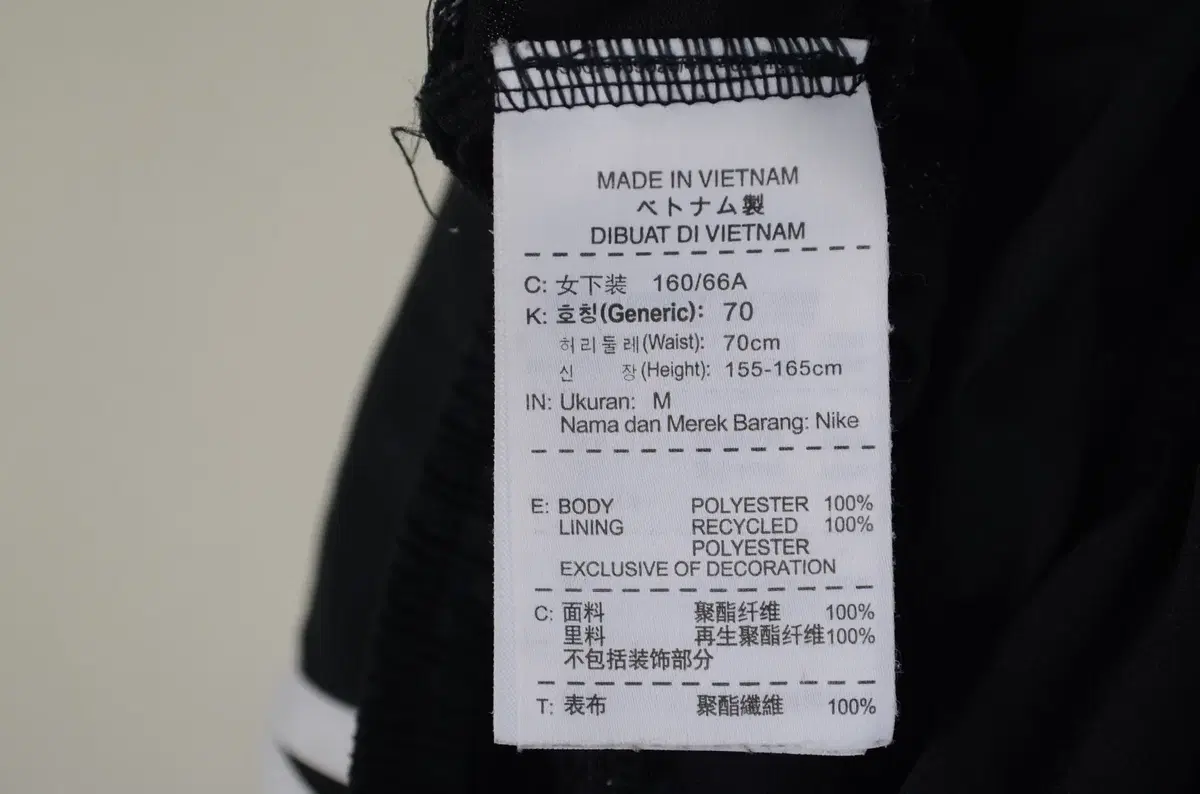 MADE IN VIETNAM
ベトナム製
DIBUAT DI VIETNAM
C: 女下装 160/66A
K: 호칭(Generic): 70
허리둘레(Waist): 70cm
신 장(Height): 155-165cm
IN: Ukuran: M
Nama dan Merek Barang: Nike
E: BODY POLYESTER 100%
LINING RECYCLED 100%
POLYESTER
EXCLUSIVE OF DECORATION
C: 面料 聚酯纤维 100%
里料 再生聚酯纤维100%
不包括装饰部分
T: 表布 聚酯纖維 100%